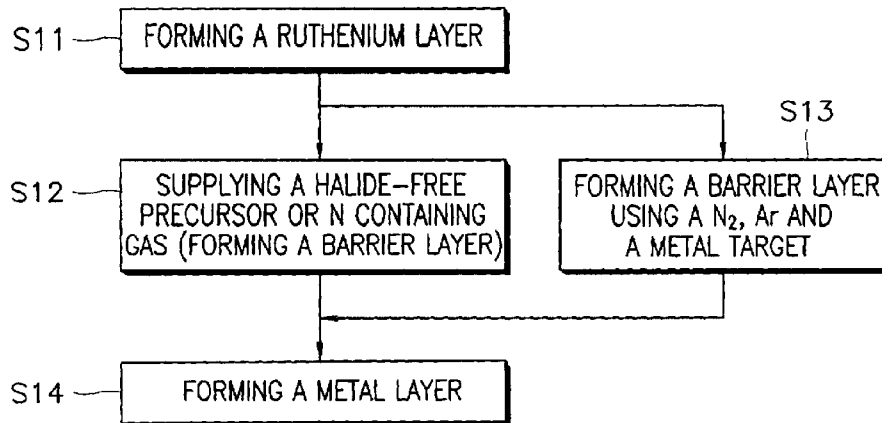 S11
FORMING A RUTHENIUM LAYER
S13
S12
SUPPLYING A HALIDE-FREE
PRECURSOR OR N CONTAINING
GAS (FORMING A BARRIER LAYER)
FORMING A BARRIER LAYER
USING A N₂, Ar AND
A METAL TARGET
S14
FORMING A METAL LAYER